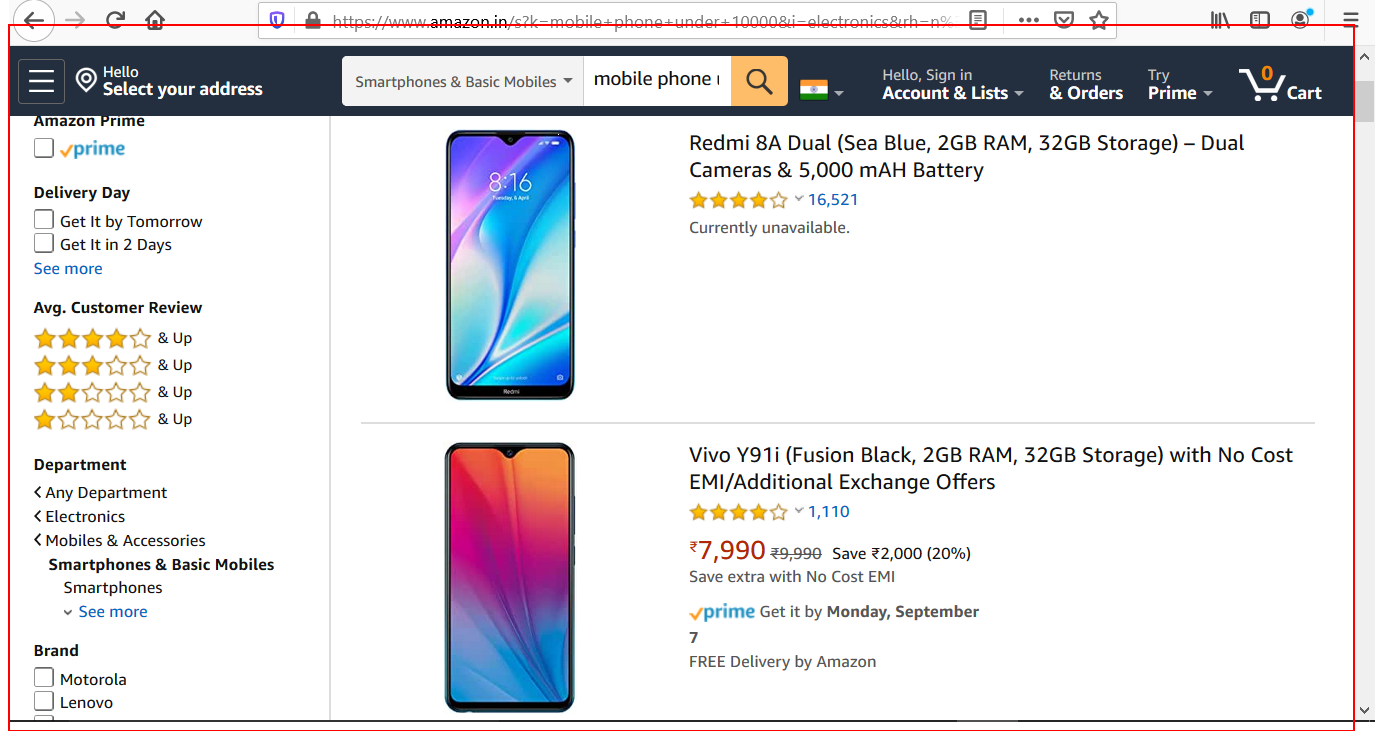 https://www.amazon.in/s?k=mobile+phone+under+10000&i=electronics&rh=n%
Hello
Select your address
Smartphones & Basic Mobiles
mobile phone
Hello, Sign in
Account & Lists
Returns
& Orders
Try
Prime
0
Cart
Amazon Prime
prime
Delivery Day
Get It by Tomorrow
Get It in 2 Days
See more
Avg. Customer Review
& Up
& Up
& Up
& Up
Department
Any Department
Electronics
Mobiles & Accessories
Smartphones & Basic Mobiles
Smartphones
See more
Brand
Motorola
Lenovo
8:16
Tuesday, 6 April
Redmi
Redmi 8A Dual (Sea Blue, 2GB RAM, 32GB Storage) – Dual
Cameras & 5,000 mAH Battery
16,521
Currently unavailable.
Vivo Y91i (Fusion Black, 2GB RAM, 32GB Storage) with No Cost
EMI/Additional Exchange Offers
1,110
₹7,990 ₹9,990 Save ₹2,000 (20%)
Save extra with No Cost EMI
prime Get it by Monday, September
7
FREE Delivery by Amazon